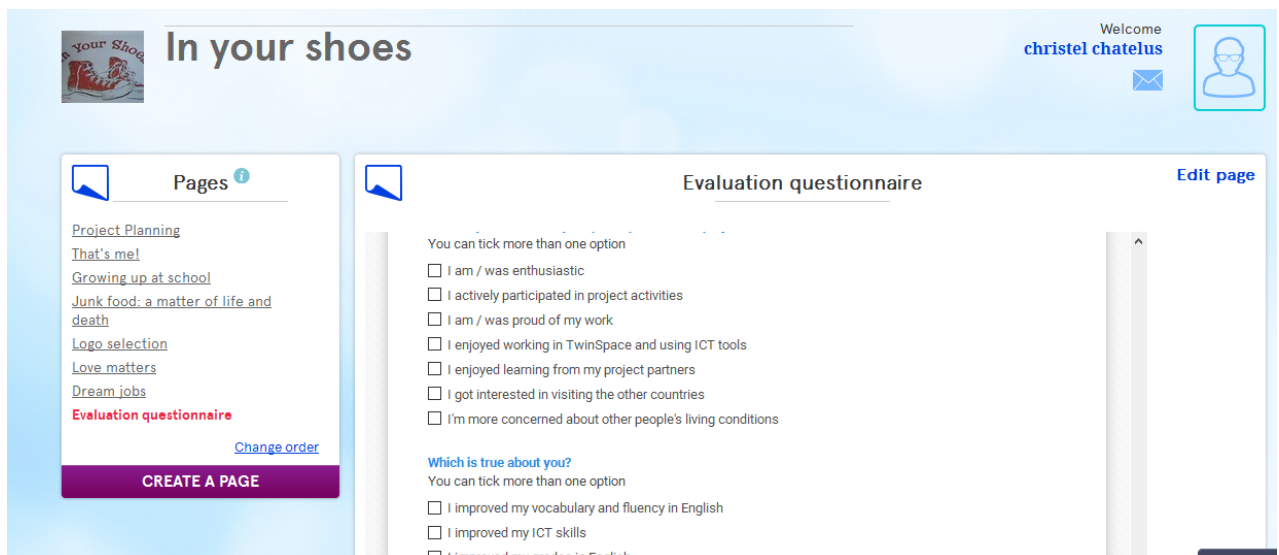 Your Shoes
In your shoes
Welcome
christel chatelus
Pages i
Project Planning
That's me!
Growing up at school
Junk food: a matter of life and
death
Logo selection
Love matters
Dream jobs
Evaluation questionnaire
Change order
CREATE A PAGE
Evaluation questionnaire
Edit page
You can tick more than one option
I am / was enthusiastic
I actively participated in project activities
I am / was proud of my work
I enjoyed working in TwinSpace and using ICT tools
I enjoyed learning from my project partners
I got interested in visiting the other countries
I'm more concerned about other people's living conditions
Which is true about you?
You can tick more than one option
I improved my vocabulary and fluency in English
I improved my ICT skills